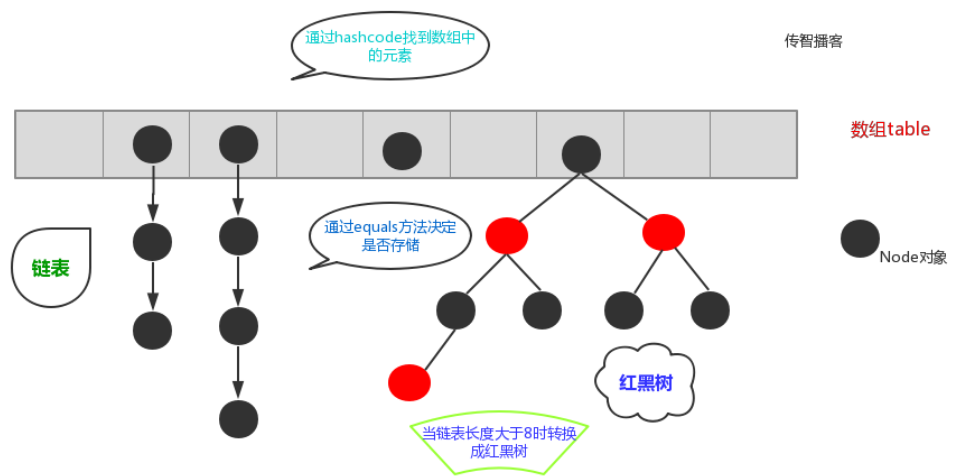 通过hashcode找到数组中
的元素
传智播客
数组table
通过equals方法决定
是否存储
链表
Node对象
红黑树
当链表长度大于8时转换
成红黑树